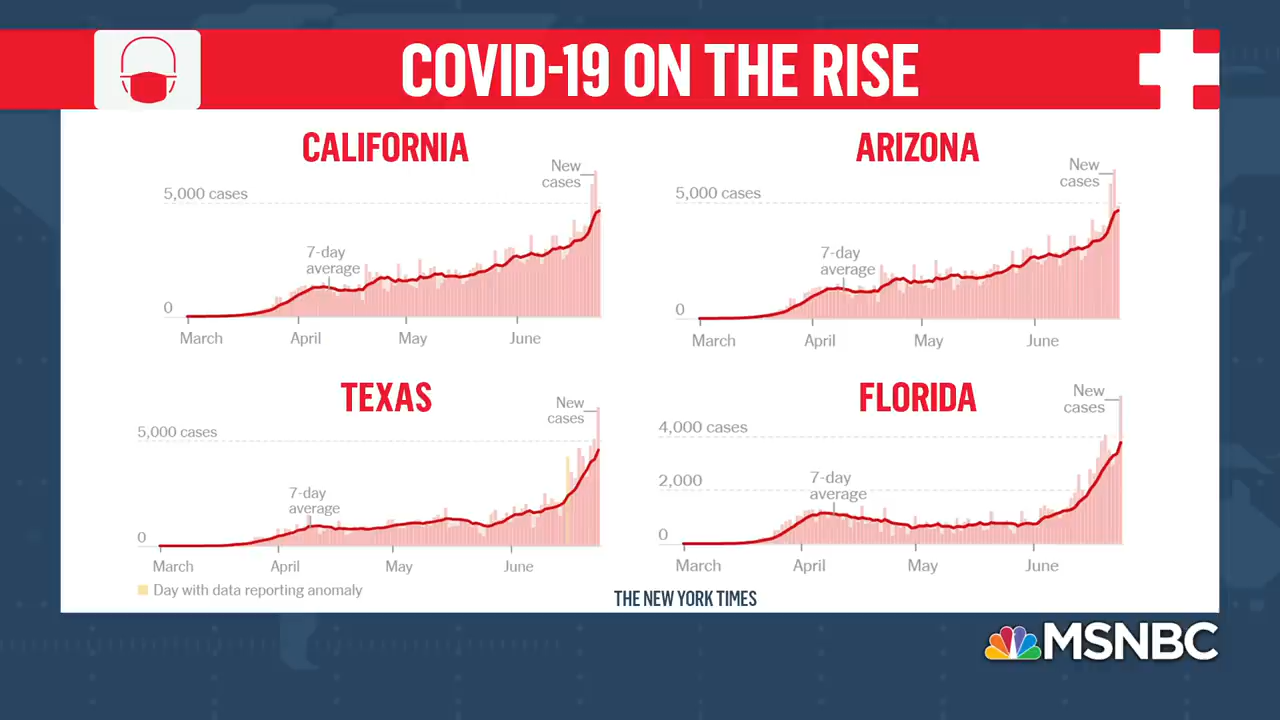 COVID-19 ON THE RISE
CALIFORNIA
New
cases
5,000 cases
7-day
average
0
March April May June
ARIZONA
New
cases
5,000 cases
7-day
average
0
March April May June
TEXAS
New
cases
5,000 cases
7-day
average
0
March April May June
Day with data reporting anomaly
FLORIDA
New
cases
4,000 cases
2,000
7-day
average
0
March April May June
THE NEW YORK TIMES
MSNBC